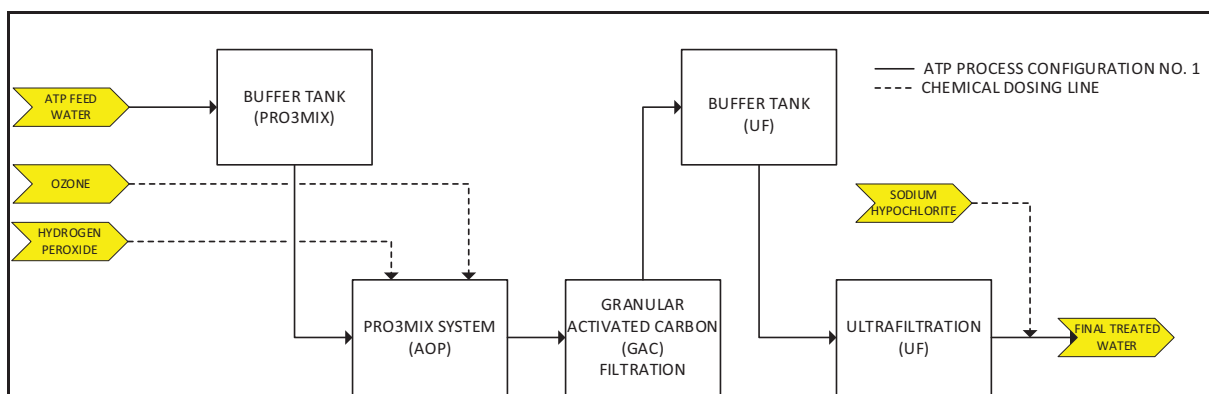 ATP FEED
WATER
BUFFER TANK
(PRO3MIX)
BUFFER TANK
(UF)
ATP PROCESS CONFIGURATION NO. 1
CHEMICAL DOSING LINE
OZONE
HYDROGEN
PEROXIDE
SODIUM
HYPOCHLORITE
PRO3MIX SYSTEM
(AOP)
GRANULAR
ACTIVATED CARBON
(GAC)
FILTRATION
ULTRAFILTRATION
(UF)
FINAL TREATED
WATER